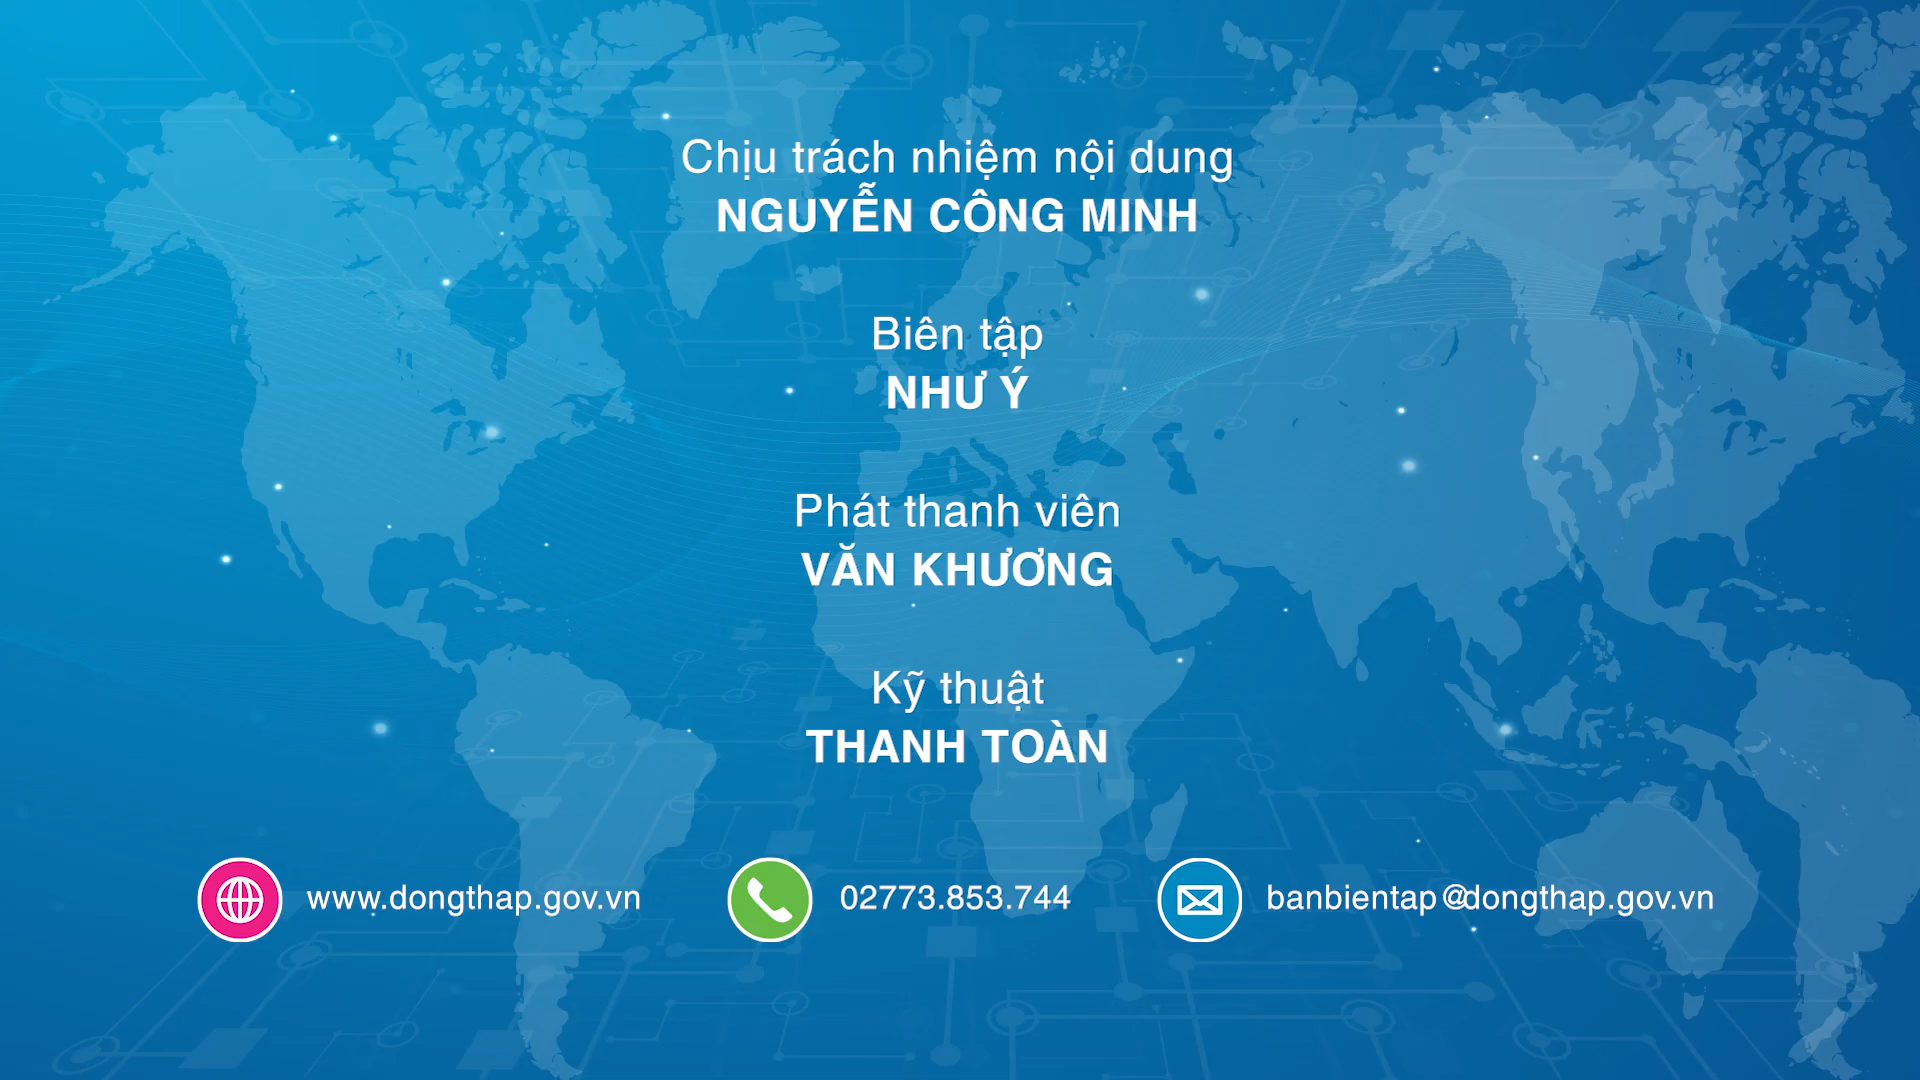 Chịu trách nhiệm nội dung
NGUYỄN CÔNG MINH
Biên tập
NHƯ Ý
Phát thanh viên
VĂN KHƯƠNG
Kỹ thuật
THANH TOÀN
www.dongthap.gov.vn
02773.853.744
banbientap@dongthap.gov.vn